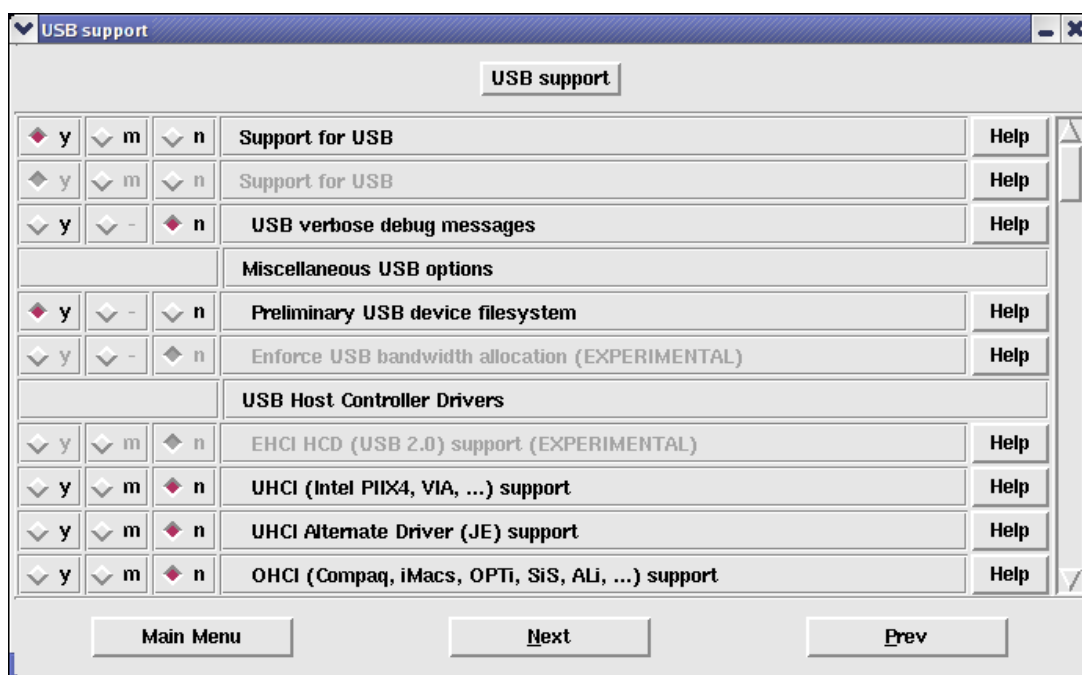 USB support
USB support
y m n Support for USB Help
y m n Support for USB Help
y - n USB verbose debug messages Help
Miscellaneous USB options
y - n Preliminary USB device filesystem Help
y - n Enforce USB bandwidth allocation (EXPERIMENTAL) Help
USB Host Controller Drivers
y m n EHCI HCD (USB 2.0) support (EXPERIMENTAL) Help
y m n UHCI (Intel PIIX4, VIA, ...) support Help
y m n UHCI Alternate Driver (JE) support Help
y m n OHCI (Compaq, iMacs, OPTi, SiS, ALi, ...) support Help
Main Menu Next Prev